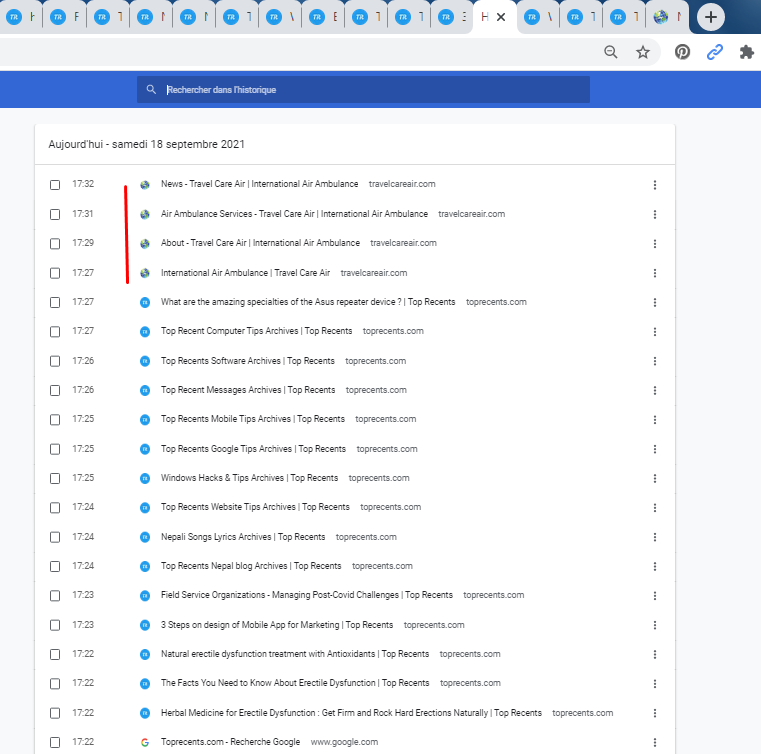 Rechercher dans l'historique
Aujourd'hui - samedi 18 septembre 2021
17:32 News - Travel Care Air | International Air Ambulance travelcareair.com
17:31 Air Ambulance Services - Travel Care Air | International Air Ambulance travelcareair.com
17:29 About - Travel Care Air | International Air Ambulance travelcareair.com
17:27 International Air Ambulance | Travel Care Air travelcareair.com
17:27 What are the amazing specialties of the Asus repeater device ? | Top Recents toprecents.com
17:27 Top Recent Computer Tips Archives | Top Recents toprecents.com
17:26 Top Recents Software Archives | Top Recents toprecents.com
17:26 Top Recent Messages Archives | Top Recents toprecents.com
17:25 Top Recents Mobile Tips Archives | Top Recents toprecents.com
17:25 Top Recents Google Tips Archives | Top Recents toprecents.com
17:25 Windows Hacks & Tips Archives | Top Recents toprecents.com
17:24 Top Recents Website Tips Archives | Top Recents toprecents.com
17:24 Nepali Songs Lyrics Archives | Top Recents toprecents.com
17:24 Top Recents Nepal blog Archives | Top Recents toprecents.com
17:23 Field Service Organizations - Managing Post-Covid Challenges | Top Recents toprecents.com
17:23 3 Steps on design of Mobile App for Marketing | Top Recents toprecents.com
17:22 Natural erectile dysfunction treatment with Antioxidants | Top Recents toprecents.com
17:22 The Facts You Need to Know About Erectile Dysfunction | Top Recents toprecents.com
17:22 Herbal Medicine for Erectile Dysfunction : Get Firm and Rock Hard Erections Naturally | Top Recents toprecents.com
17:22 Toprecents.com - Recherche Google www.google.com